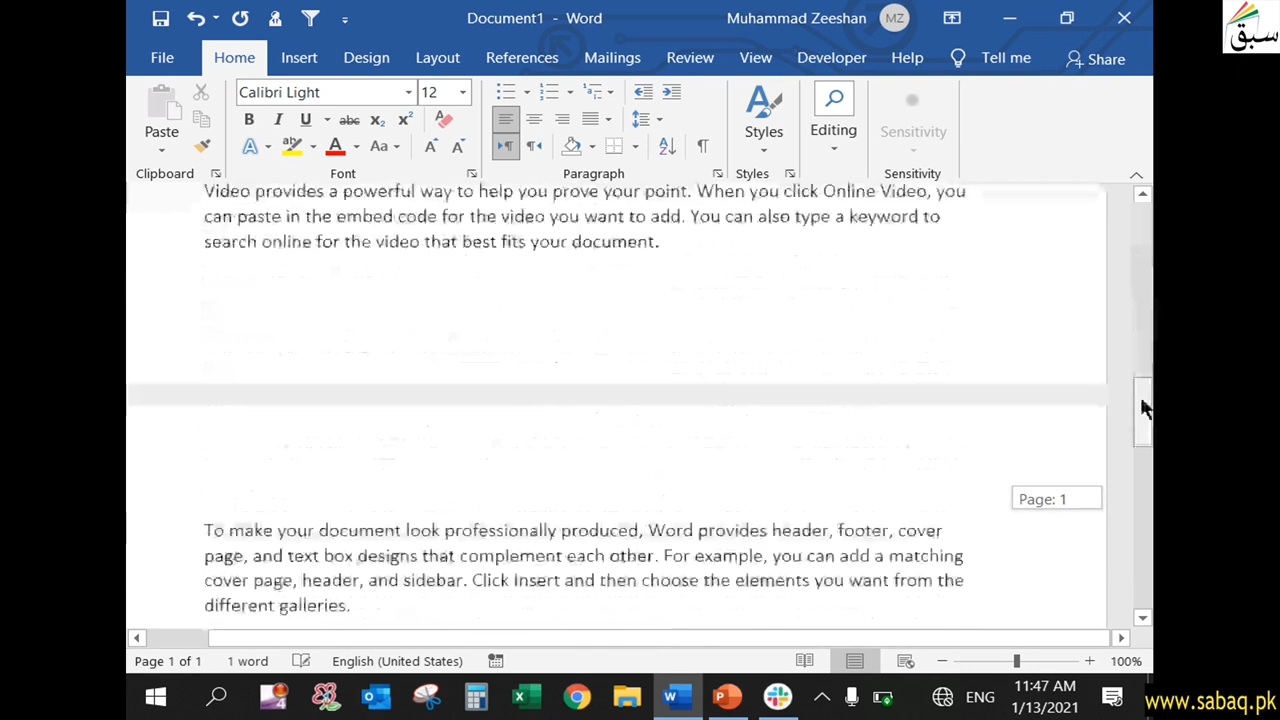 Document1 - Word
Muhammad Zeeshan
MZ
سبق
File
Home
Insert
Design
Layout
References
Mailings
Review
View
Developer
Help
Tell me
Share
Paste
Calibri Light
12
Styles
Editing
Sensitivity
Clipboard
Font
Paragraph
Styles
Sensitivity
Video provides a powerful way to help you prove your point. When you click Online Video, you
can paste in the embed code for the video you want to add. You can also type a keyword to
search online for the video that best fits your document.
Page: 1
To make your document look professionally produced, Word provides header, footer, cover
page, and text box designs that complement each other. For example, you can add a matching
cover page, header, and sidebar. Click Insert and then choose the elements you want from the
different galleries.
Page 1 of 1
1 word
English (United States)
100%
ENG
11:47 AM
1/13/2021
www.sabaq.pk